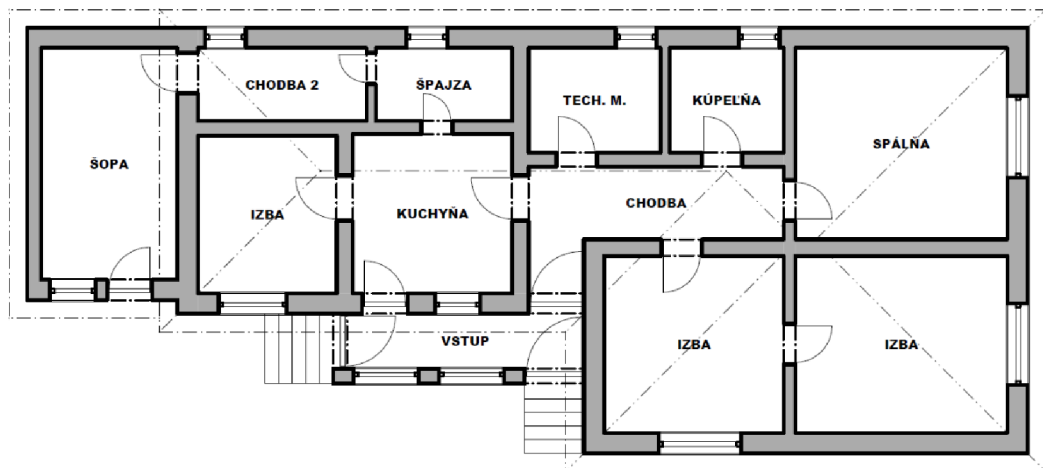 CHODBA 2
ŠPAJZA
TECH. M.
KÚPEĽŇA
SPÁLŇA
ŠOPA
IZBA
KUCHYŇA
CHODBA
VSTUP
IZBA
IZBA